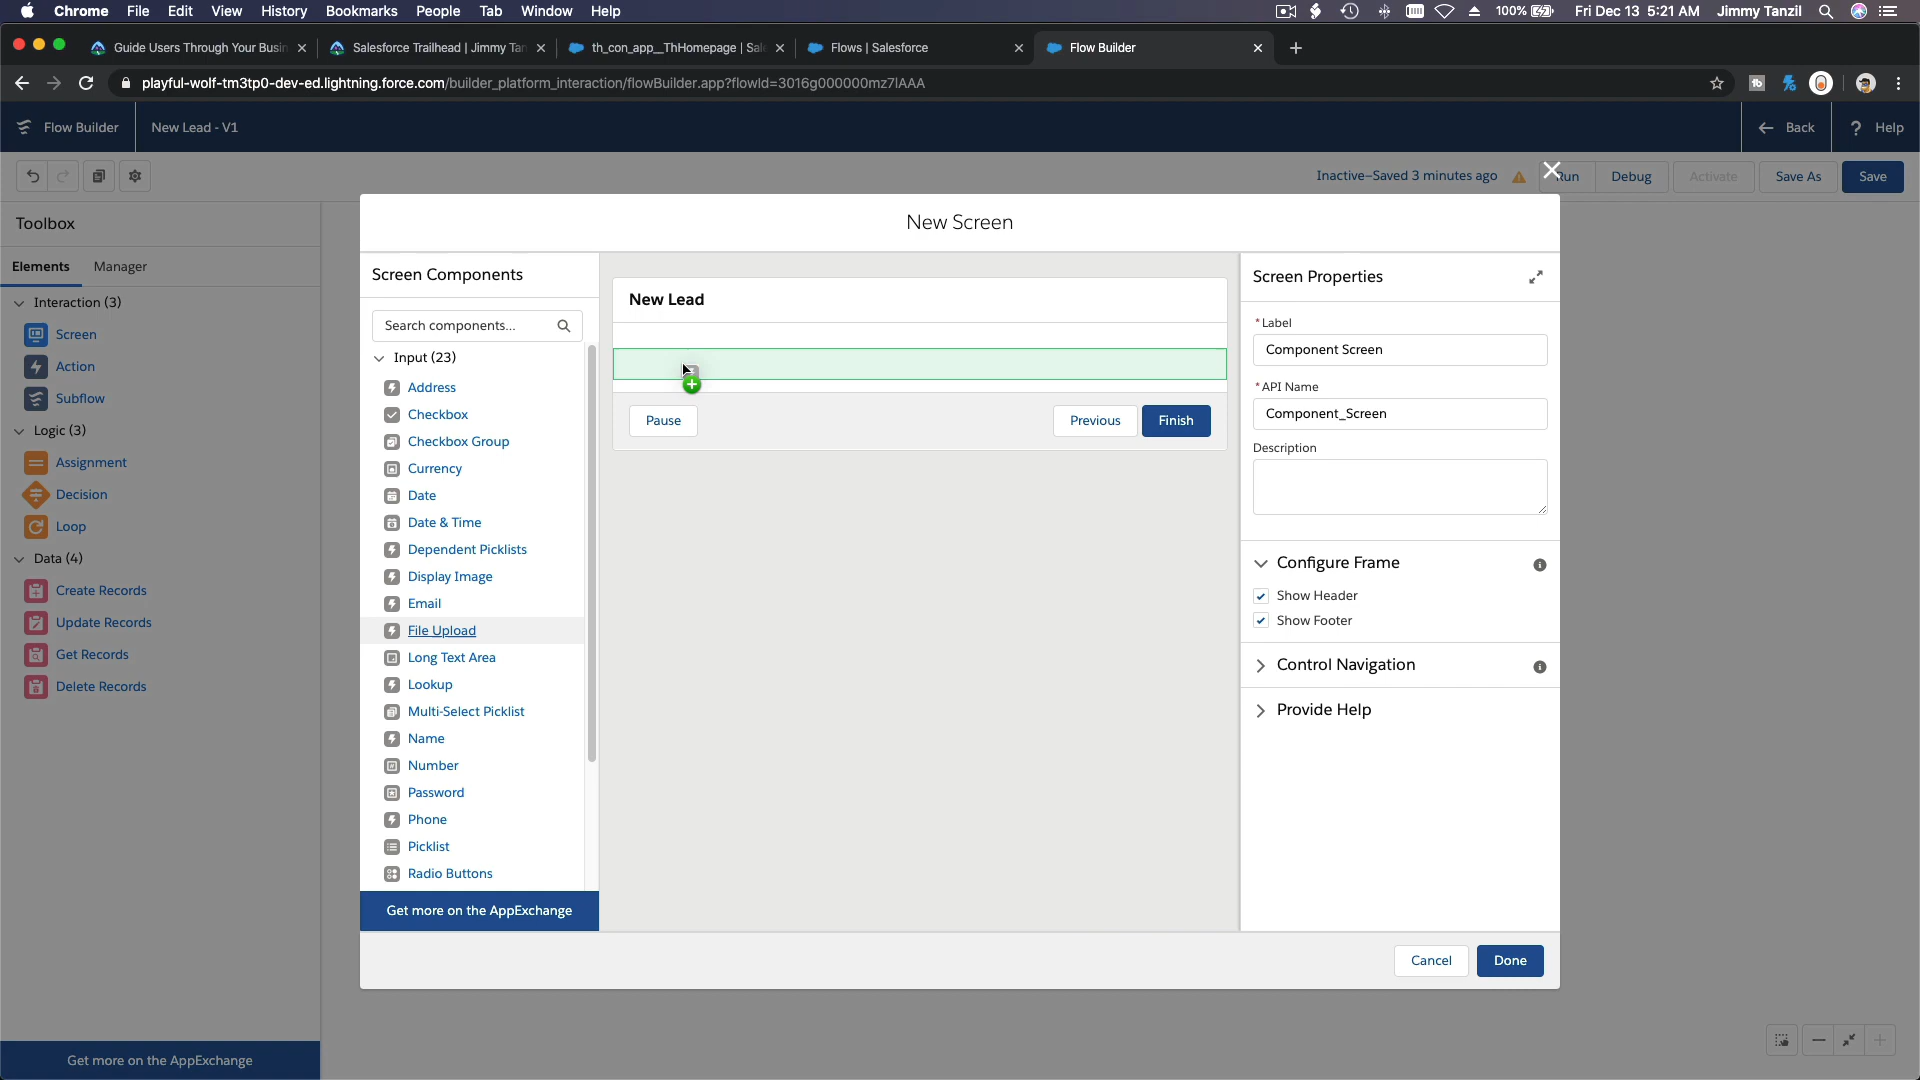 Chrome File Edit View History Bookmarks People Tab Window Help 100% Fri Dec 13 5:21 AM Jimmy Tanzil
Guide Users Through Your Busin Salesforce Trailhead | Jimmy Tan th_con_app__ThHomepage | Sal Flows | Salesforce Flow Builder
playful-wolf-tm3tp0-dev-ed.lightning.force.com/builder_platform_interaction/flowBuilder.app?flowId=3016g000000mz7lAAA
Flow Builder New Lead - V1 Back ? Help
Inactive–Saved 3 minutes ago Run Debug Activate Save As Save
Toolbox
Elements Manager
Interaction (3)
Screen
Action
Subflow
Logic (3)
Assignment
Decision
Loop
Data (4)
Create Records
Update Records
Get Records
Delete Records
Get more on the AppExchange
New Screen
Screen Components
Search components...
Input (23)
Address
Checkbox
Checkbox Group
Currency
Date
Date & Time
Dependent Picklists
Display Image
Email
File Upload
Long Text Area
Lookup
Multi-Select Picklist
Name
Number
Password
Phone
Picklist
Radio Buttons
Get more on the AppExchange
New Lead
Pause Previous Finish
Screen Properties
* Label
Component Screen
* API Name
Component_Screen
Description
Configure Frame
Show Header
Show Footer
Control Navigation
Provide Help
Cancel Done